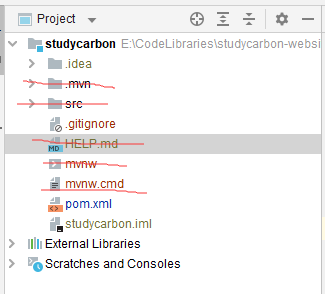 Project
studycarbon E:\CodeLibraries\studycarbon-websi
.idea
.mvn
src
.gitignore
HELP.md
mvnw
mvnw.cmd
pom.xml
studycarbon.iml
External Libraries
Scratches and Consoles